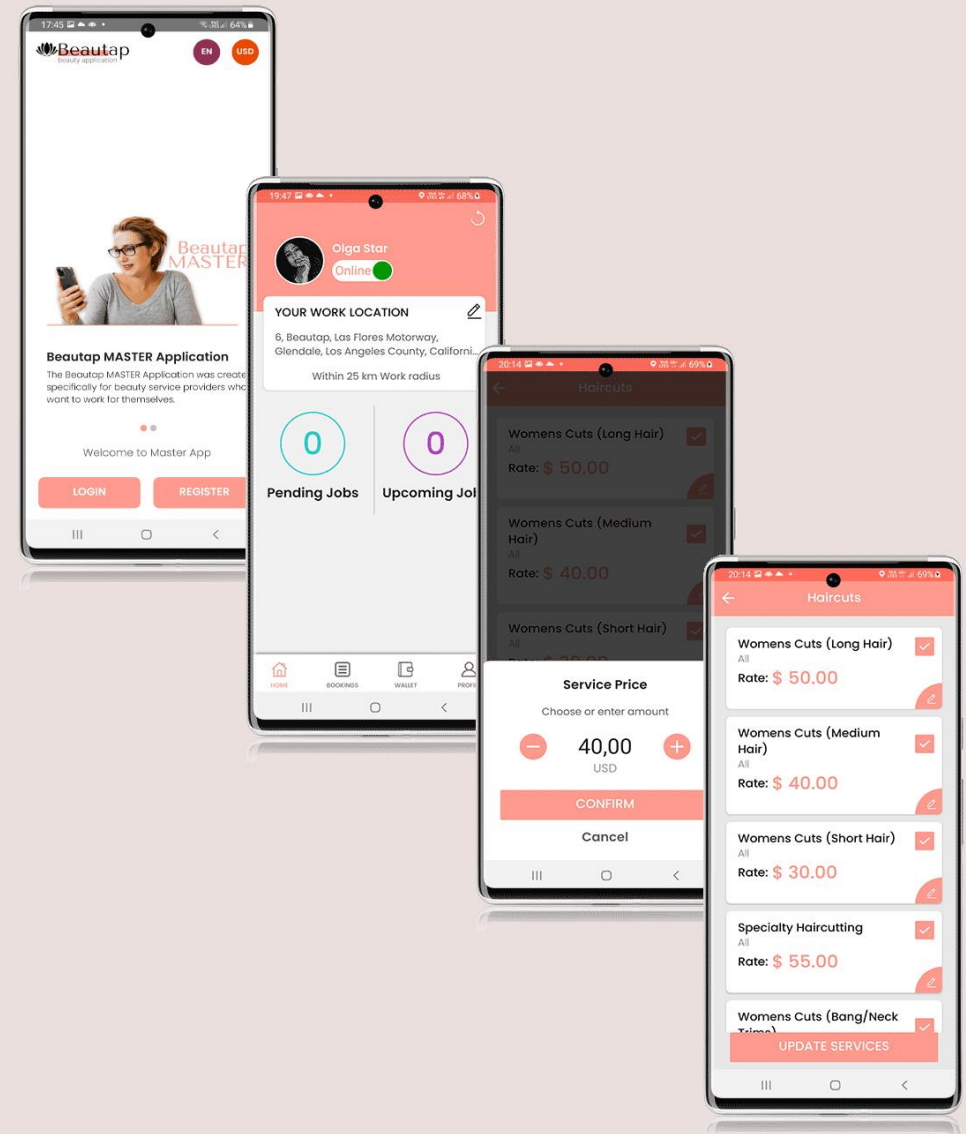 17:45
64%
Beautap
beauty application
EN
USD
Beautap
MASTER
Beautap MASTER Application
The Beautap MASTER Application was create
specifically for beauty service providers who
want to work for themselves.
Welcome to Master App
LOGIN
REGISTER
19:47
68%
Olga Star
Online
YOUR WORK LOCATION
6, Beautap, Las Flores Motorway,
Glendale, Los Angeles County, Californi...
Within 25 km Work radius
0
0
Pending Jobs
Upcoming Jo
HOME
BOOKINGS
WALLET
PROFI
20:14
69%
Haircuts
Womens Cuts (Long Hair)
All
Rate: $ 50.00
Womens Cuts (Medium
Hair)
All
Rate: $ 40.00
Womens Cuts (Short Hair)
All
Service Price
Choose or enter amount
40,00
USD
CONFIRM
Cancel
20:14
69%
Haircuts
Womens Cuts (Long Hair)
All
Rate: $ 50.00
Womens Cuts (Medium
Hair)
All
Rate: $ 40.00
Womens Cuts (Short Hair)
All
Rate: $ 30.00
Specialty Haircutting
All
Rate: $ 55.00
Womens Cuts (Bang/Neck
Trims)
UPDATE SERVICES